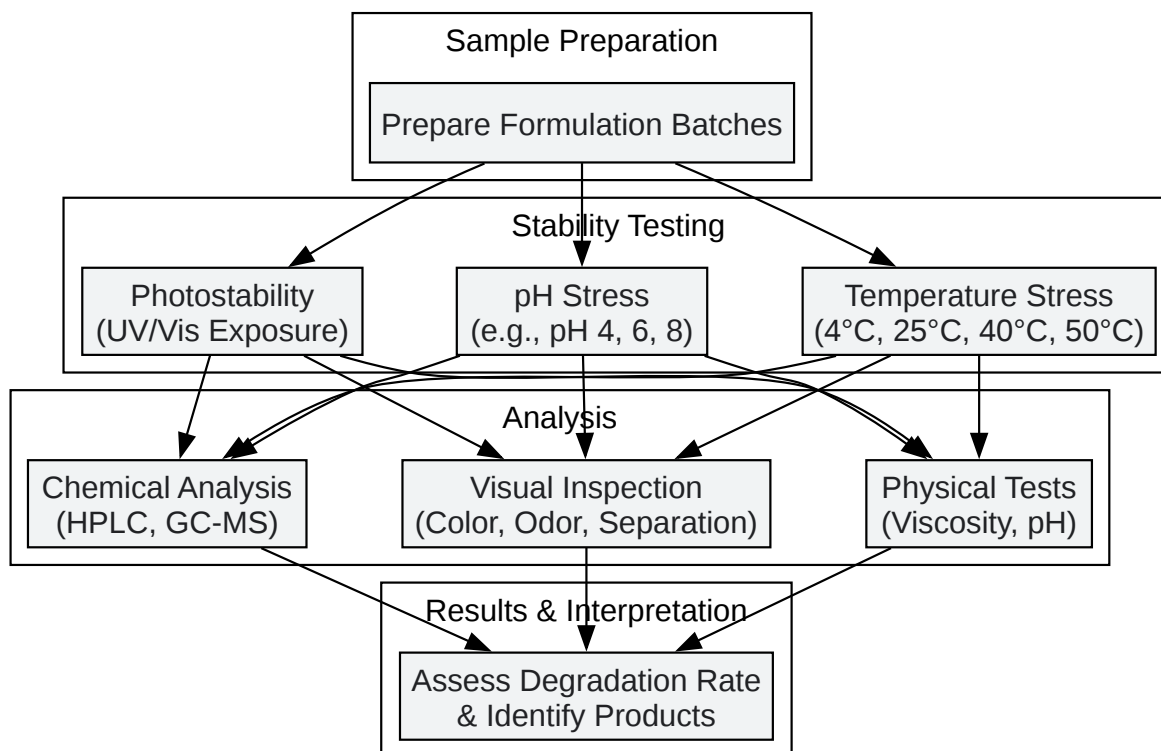 Sample Preparation
Prepare Formulation Batches
Stability Testing
Photostability
(UV/Vis Exposure)
pH Stress
(e.g., pH 4, 6, 8)
Temperature Stress
(4°C, 25°C, 40°C, 50°C)
Analysis
Chemical Analysis
(HPLC, GC-MS)
Visual Inspection
(Color, Odor, Separation)
Physical Tests
(Viscosity, pH)
Results & Interpretation
Assess Degradation Rate
& Identify Products